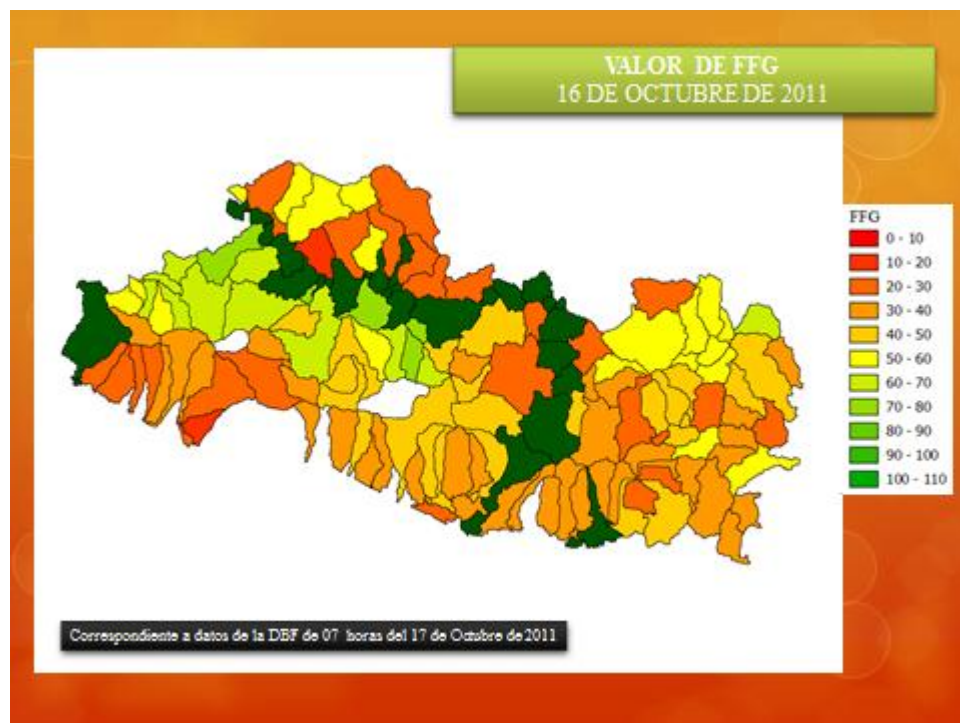 VALOR DE FFG
16 DE OCTUBRE DE 2011
FFG
0 - 10
10 - 20
20 - 30
30 - 40
40 - 50
50 - 60
60 - 70
70 - 80
80 - 90
90 - 100
100 - 110
Correspondiente a datos de la DBF de 07 horas del 17 de Octubre de 2011